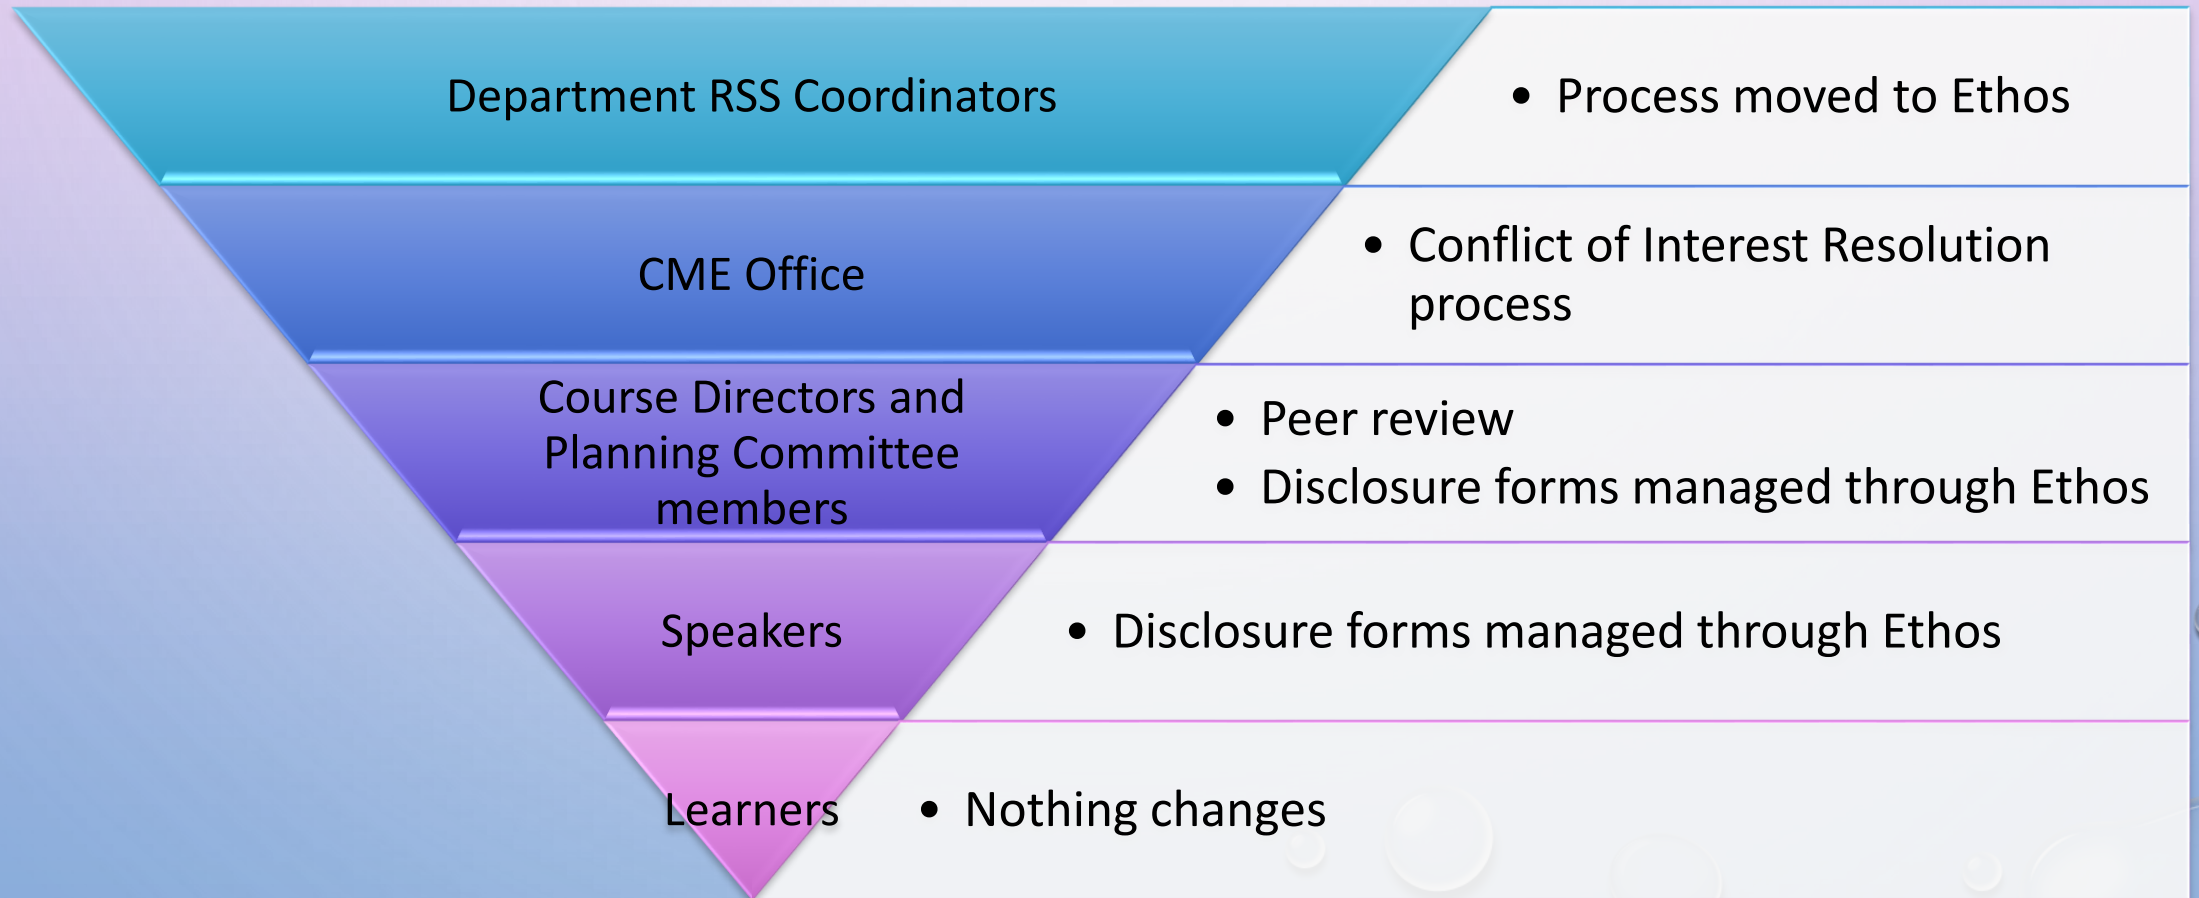 Department RSS Coordinators
• Process moved to Ethos
CME Office
• Conflict of Interest Resolution
process
Course Directors and
Planning Committee
members
• Peer review
• Disclosure forms managed through Ethos
Speakers
• Disclosure forms managed through Ethos
Learners
• Nothing changes